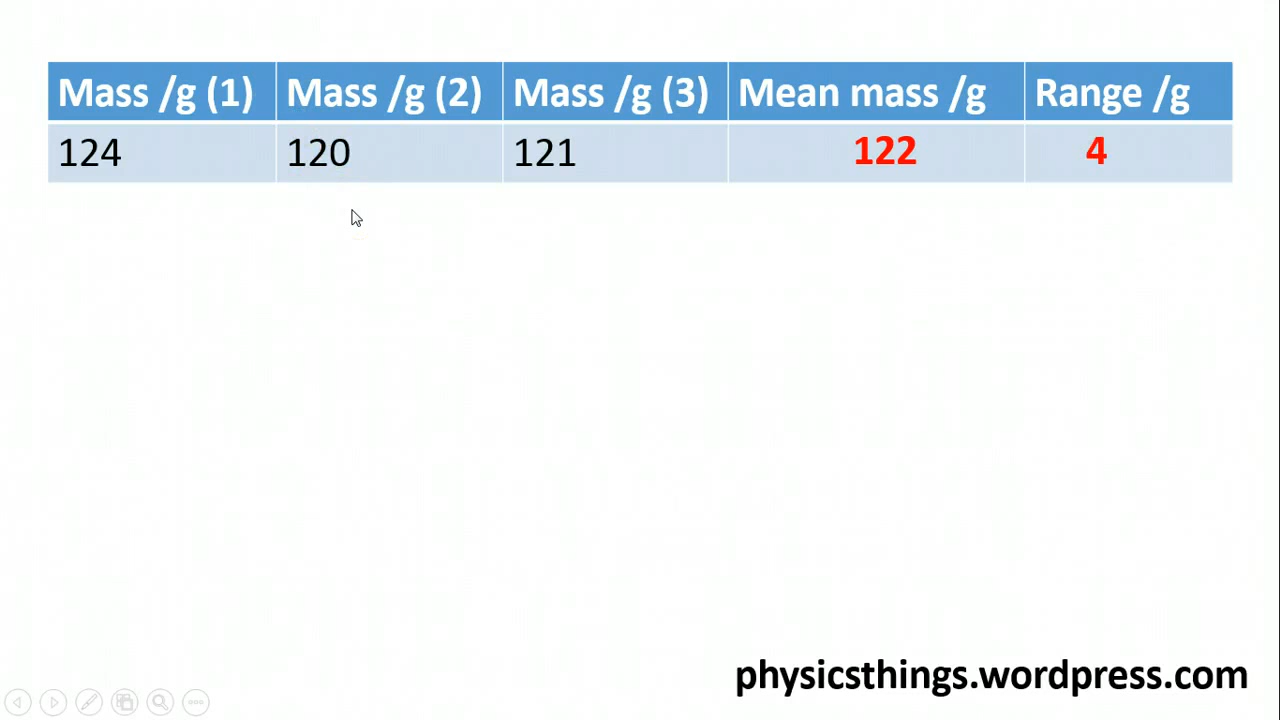 Mass /g (1) Mass /g (2) Mass /g (3) Mean mass /g Range /g
124 120 121 122 4
physicsthings.wordpress.com